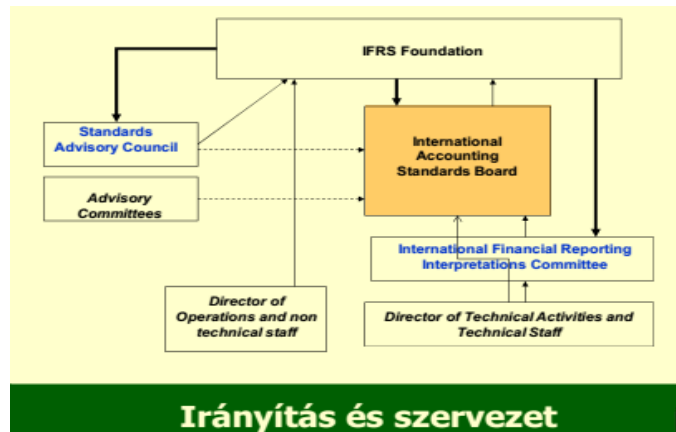 IFRS Foundation
Standards
Advisory Council
International
Accounting
Standards Board
Advisory
Committees
International Financial Reporting
Interpretations Committee
Director of
Operations and non
technical staff
Director of Technical Activities and
Technical Staff
Irányítás és szervezet